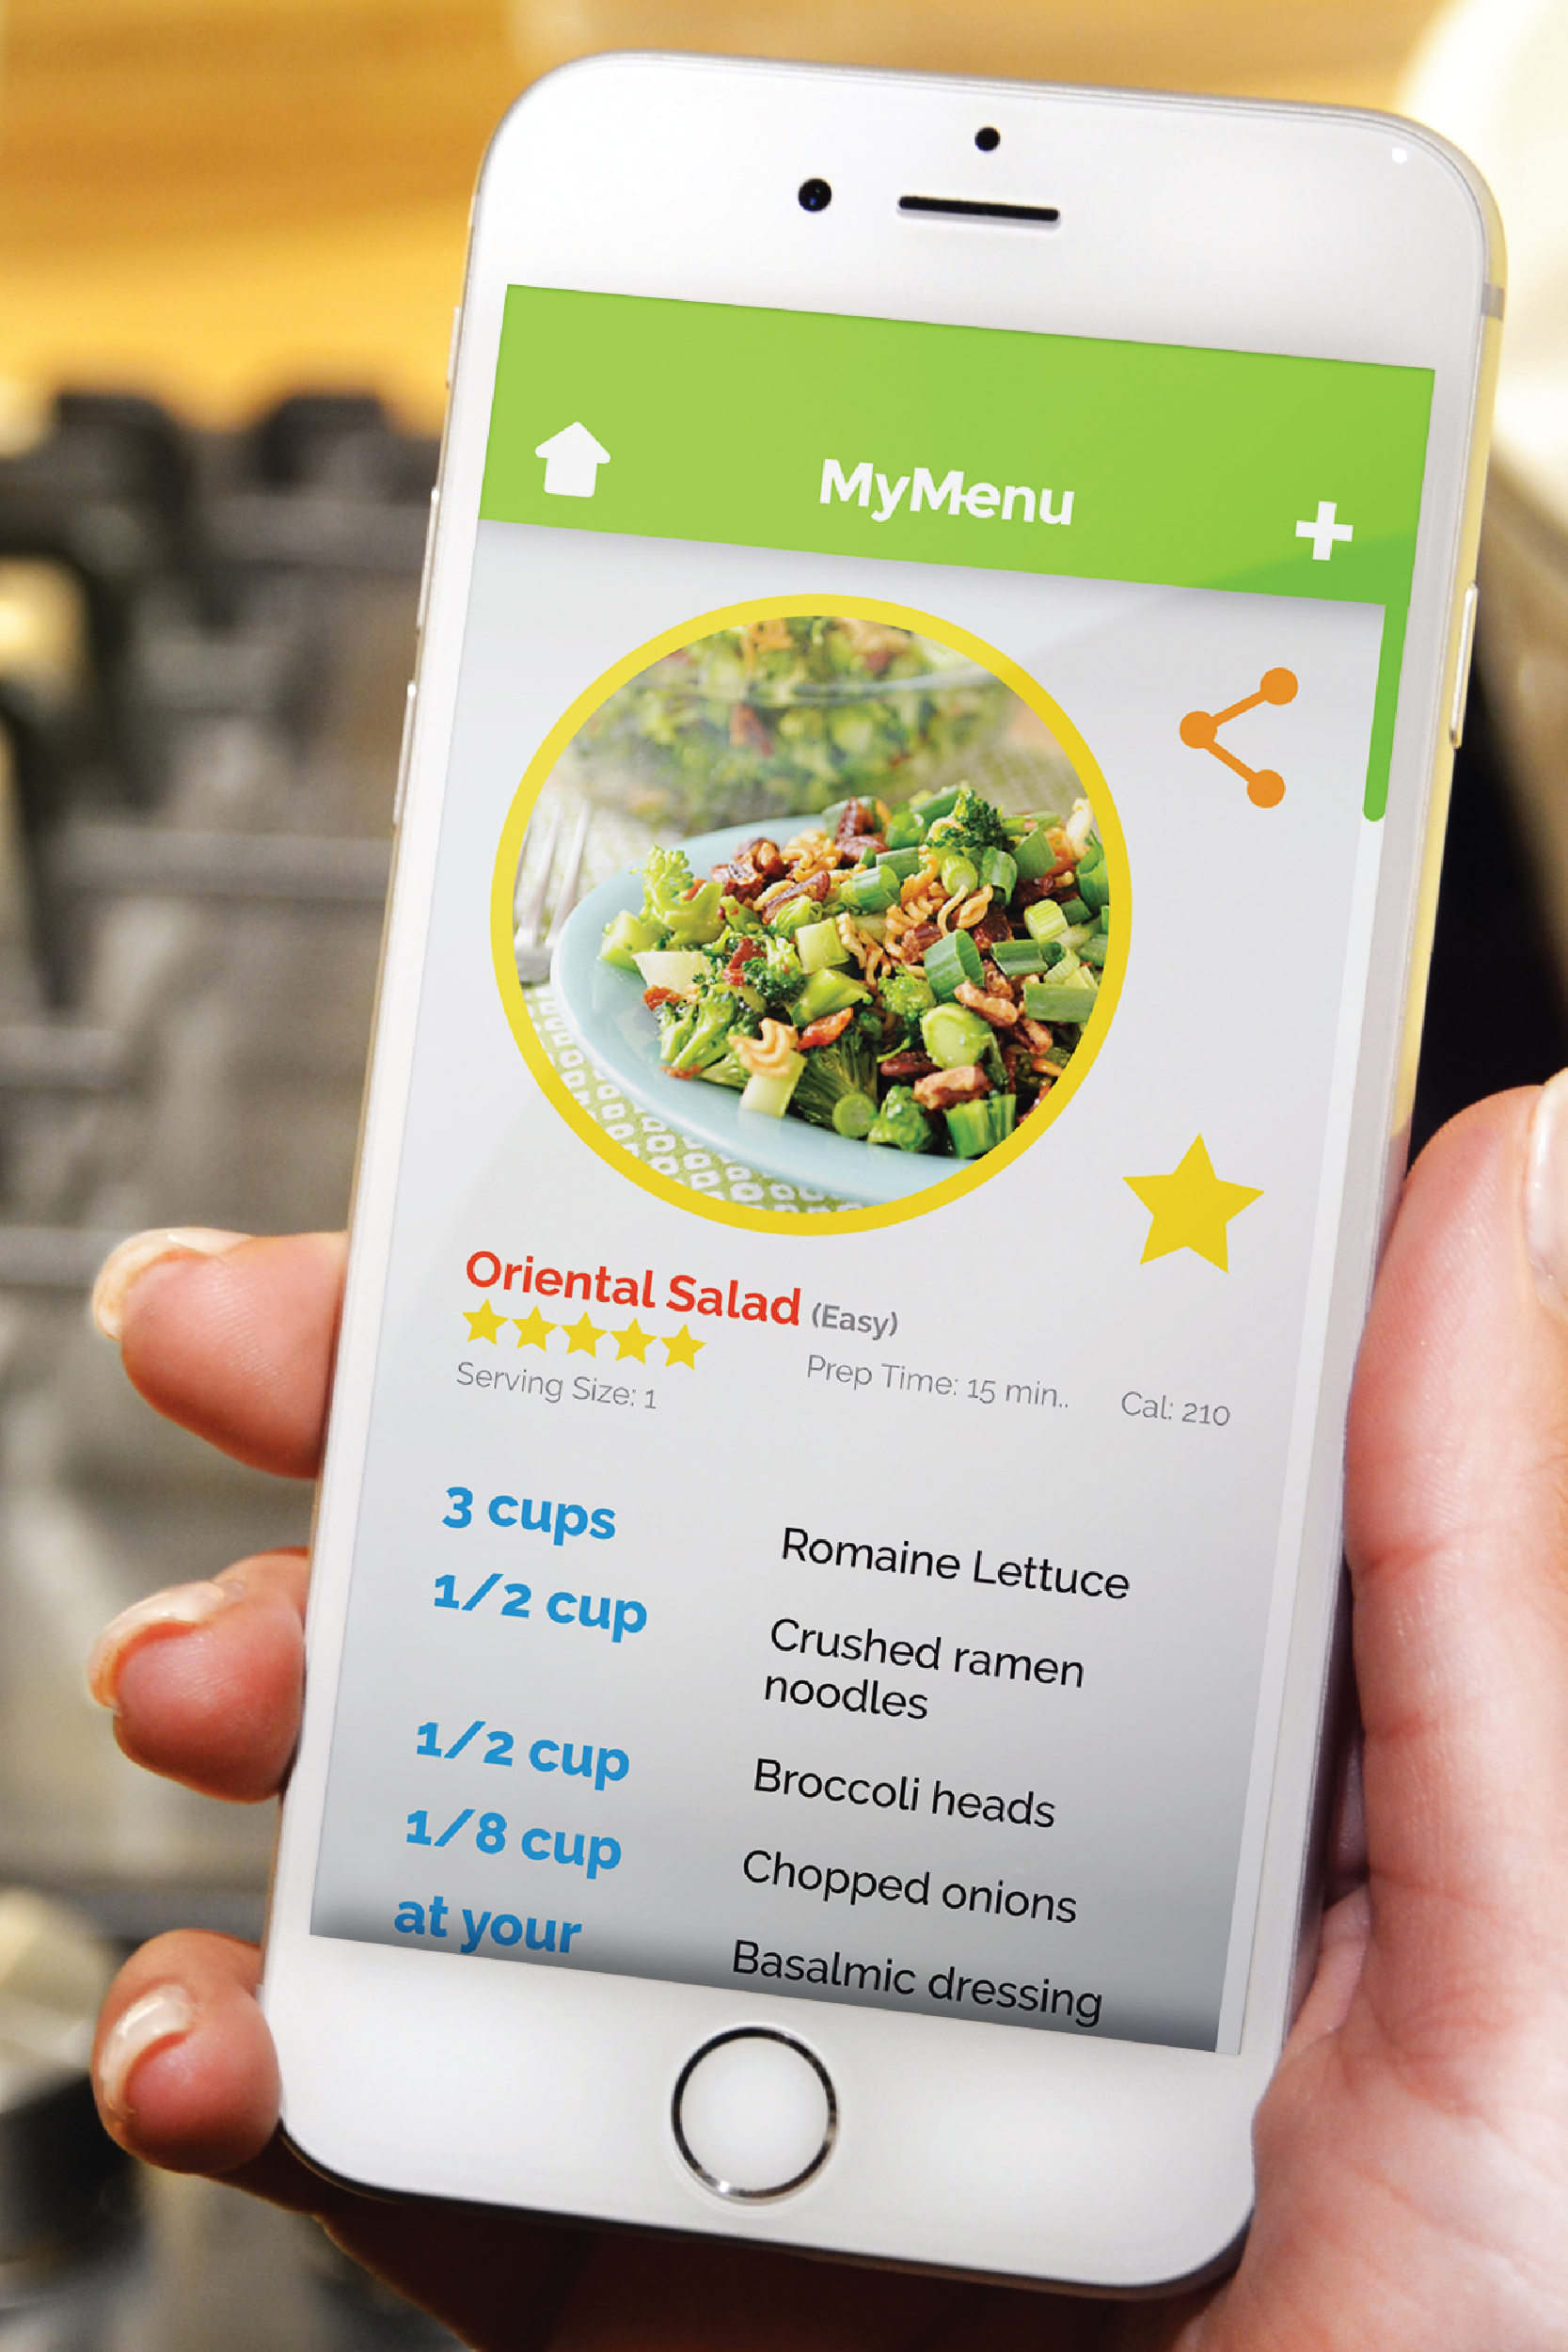 MyMenu
Oriental Salad (Easy)
Serving Size: 1 Prep Time: 15 min.. Cal: 210
3 cups Romaine Lettuce
1/2 cup Crushed ramen
noodles
1/2 cup Broccoli heads
1/8 cup Chopped onions
at your Basalmic dressing